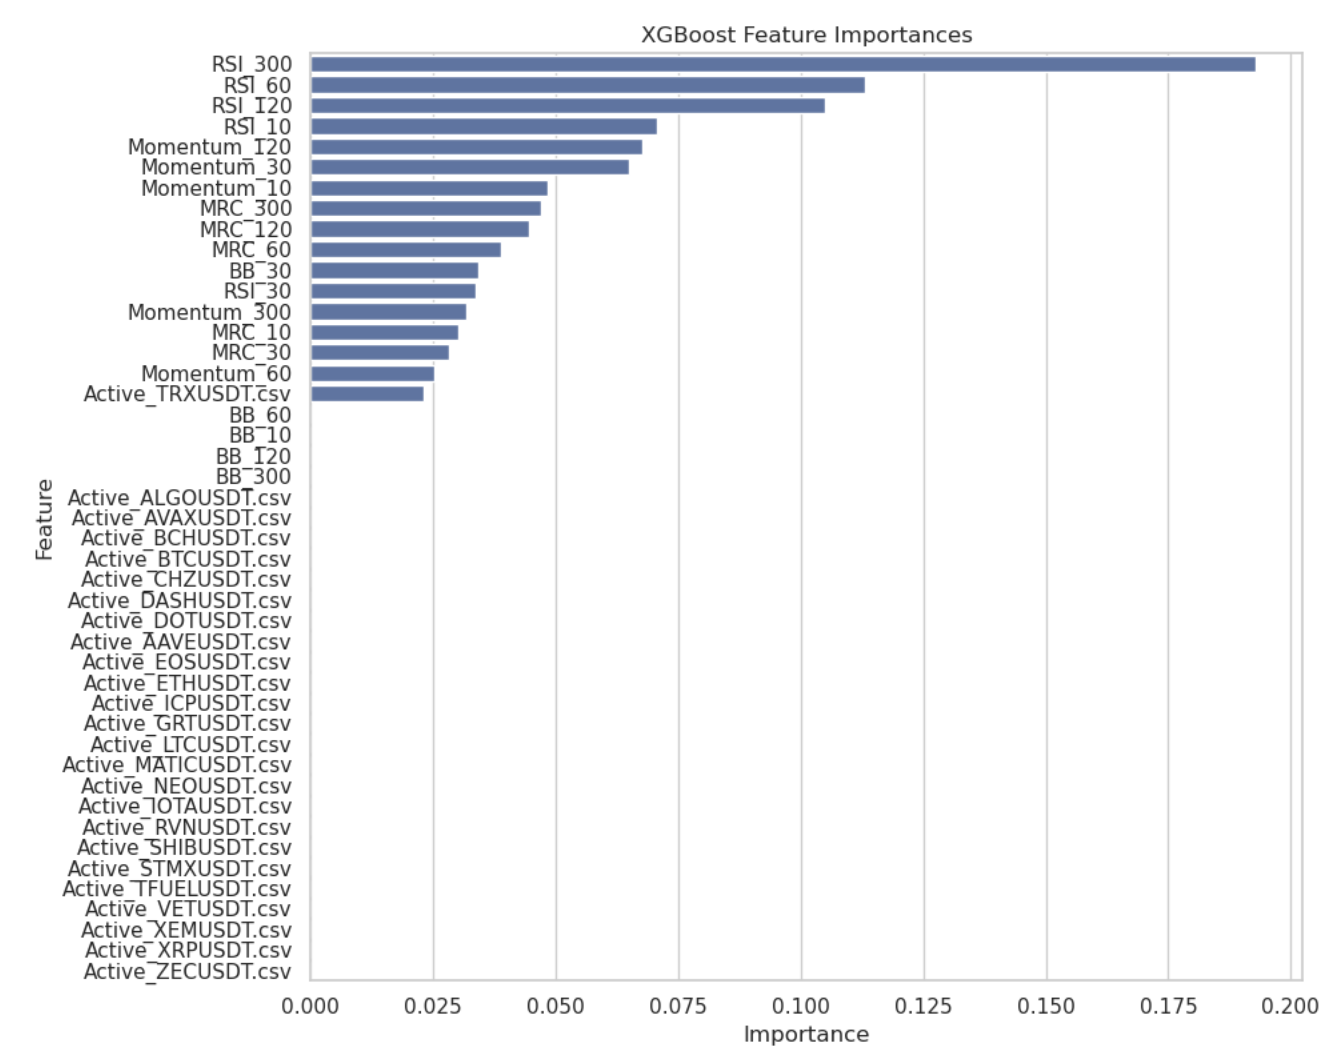 XGBoost Feature Importances
RSI_300
RSI_60
RSI_120
RSI_10
Momentum_120
Momentum_30
Momentum_10
MRC_300
MRC_120
MRC_60
BB_30
RSI_30
Momentum_300
MRC_10
MRC_30
Momentum_60
Active_TRXUSDT.csv
BB_60
BB_10
BB_120
BB_300
Active_ALGOUSDT.csv
Active_AVAXUSDT.csv
Active_BCHUSDT.csv
Active_BTCUSDT.csv
Active_CHZUSDT.csv
Active_DASHUSDT.csv
Active_DOTUSDT.csv
Active_AAVEUSDT.csv
Active_EOSUSDT.csv
Active_ETHUSDT.csv
Active_ICPUSDT.csv
Active_GRTUSDT.csv
Active_LTCUSDT.csv
Active_MATICUSDT.csv
Active_NEOUSDT.csv
Active_IOTAUSDT.csv
Active_RVNUSDT.csv
Active_SHIBUSDT.csv
Active_STMXUSDT.csv
Active_TFUELUSDT.csv
Active_VETUSDT.csv
Active_XEMUSDT.csv
Active_XRPUSDT.csv
Active_ZECUSDT.csv
Feature
0.000 0.025 0.050 0.075 0.100 0.125 0.150 0.175 0.200
Importance